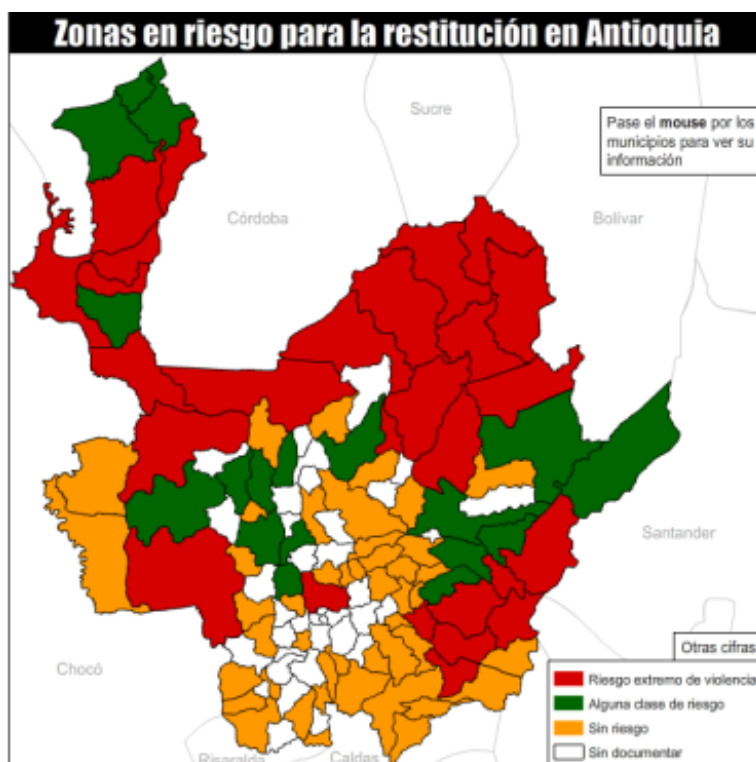 Zonas en riesgo para la restitución en Antioquia
Sucre
Pase el mouse por los
municipios para ver su
información
Córdoba
Bolívar
Santander
Chocó
Otras cifras
Riesgo extremo de violencia
Alguna clase de riesgo
Sin riesgo
Sin documentar
Risaralda
Caldas